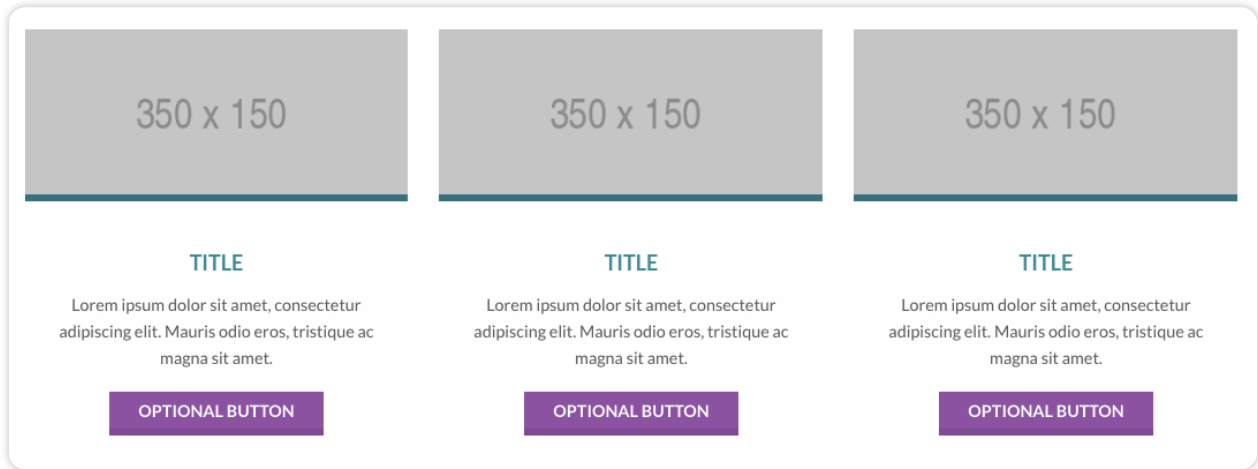 350 x 150
350 x 150
350 x 150
TITLE
Lorem ipsum dolor sit amet, consectetur
adipiscing elit. Mauris odio eros, tristique ac
magna sit amet.
OPTIONAL BUTTON
TITLE
Lorem ipsum dolor sit amet, consectetur
adipiscing elit. Mauris odio eros, tristique ac
magna sit amet.
OPTIONAL BUTTON
TITLE
Lorem ipsum dolor sit amet, consectetur
adipiscing elit. Mauris odio eros, tristique ac
magna sit amet.
OPTIONAL BUTTON